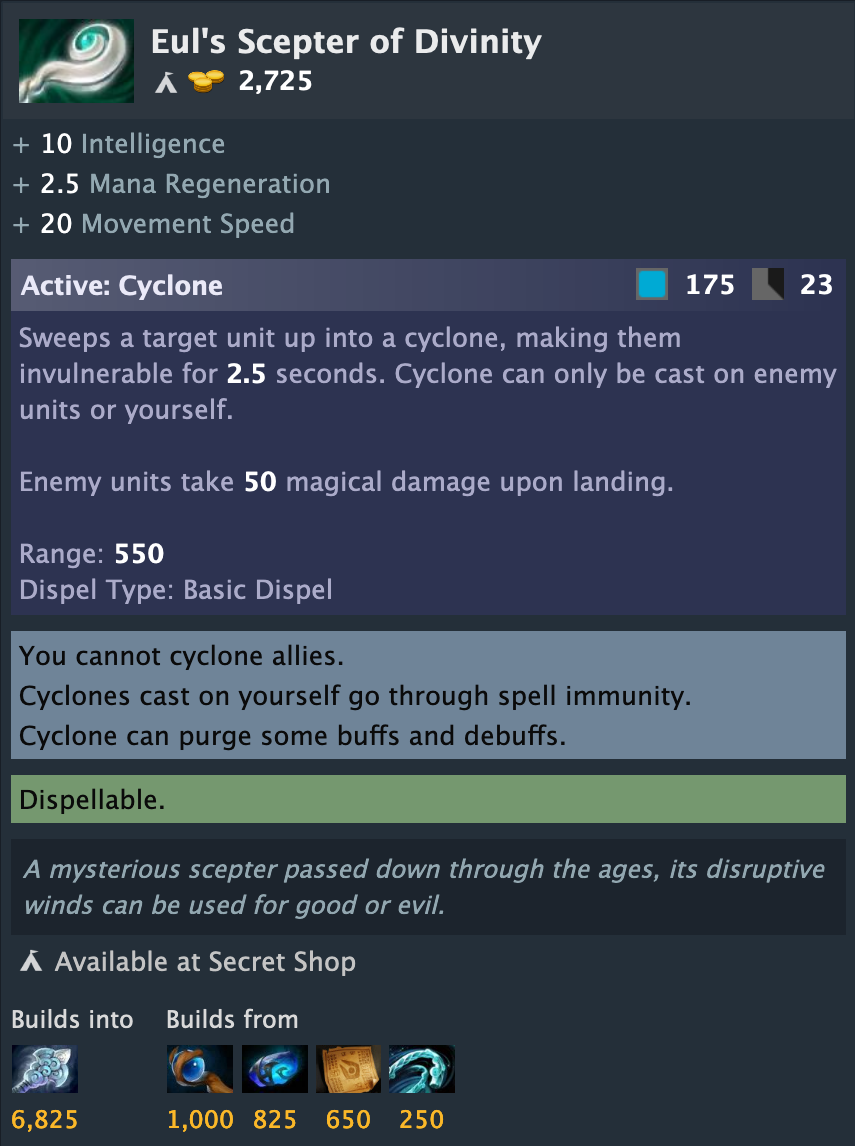 Eul's Scepter of Divinity
2,725
+ 10 Intelligence
+ 2.5 Mana Regeneration
+ 20 Movement Speed
Active: Cyclone 175 23
Sweeps a target unit up into a cyclone, making them
invulnerable for 2.5 seconds. Cyclone can only be cast on enemy
units or yourself.
Enemy units take 50 magical damage upon landing.
Range: 550
Dispel Type: Basic Dispel
You cannot cyclone allies.
Cyclones cast on yourself go through spell immunity.
Cyclone can purge some buffs and debuffs.
Dispellable.
A mysterious scepter passed down through the ages, its disruptive
winds can be used for good or evil.
Available at Secret Shop
Builds into Builds from
6,825 1,000 825 650 250